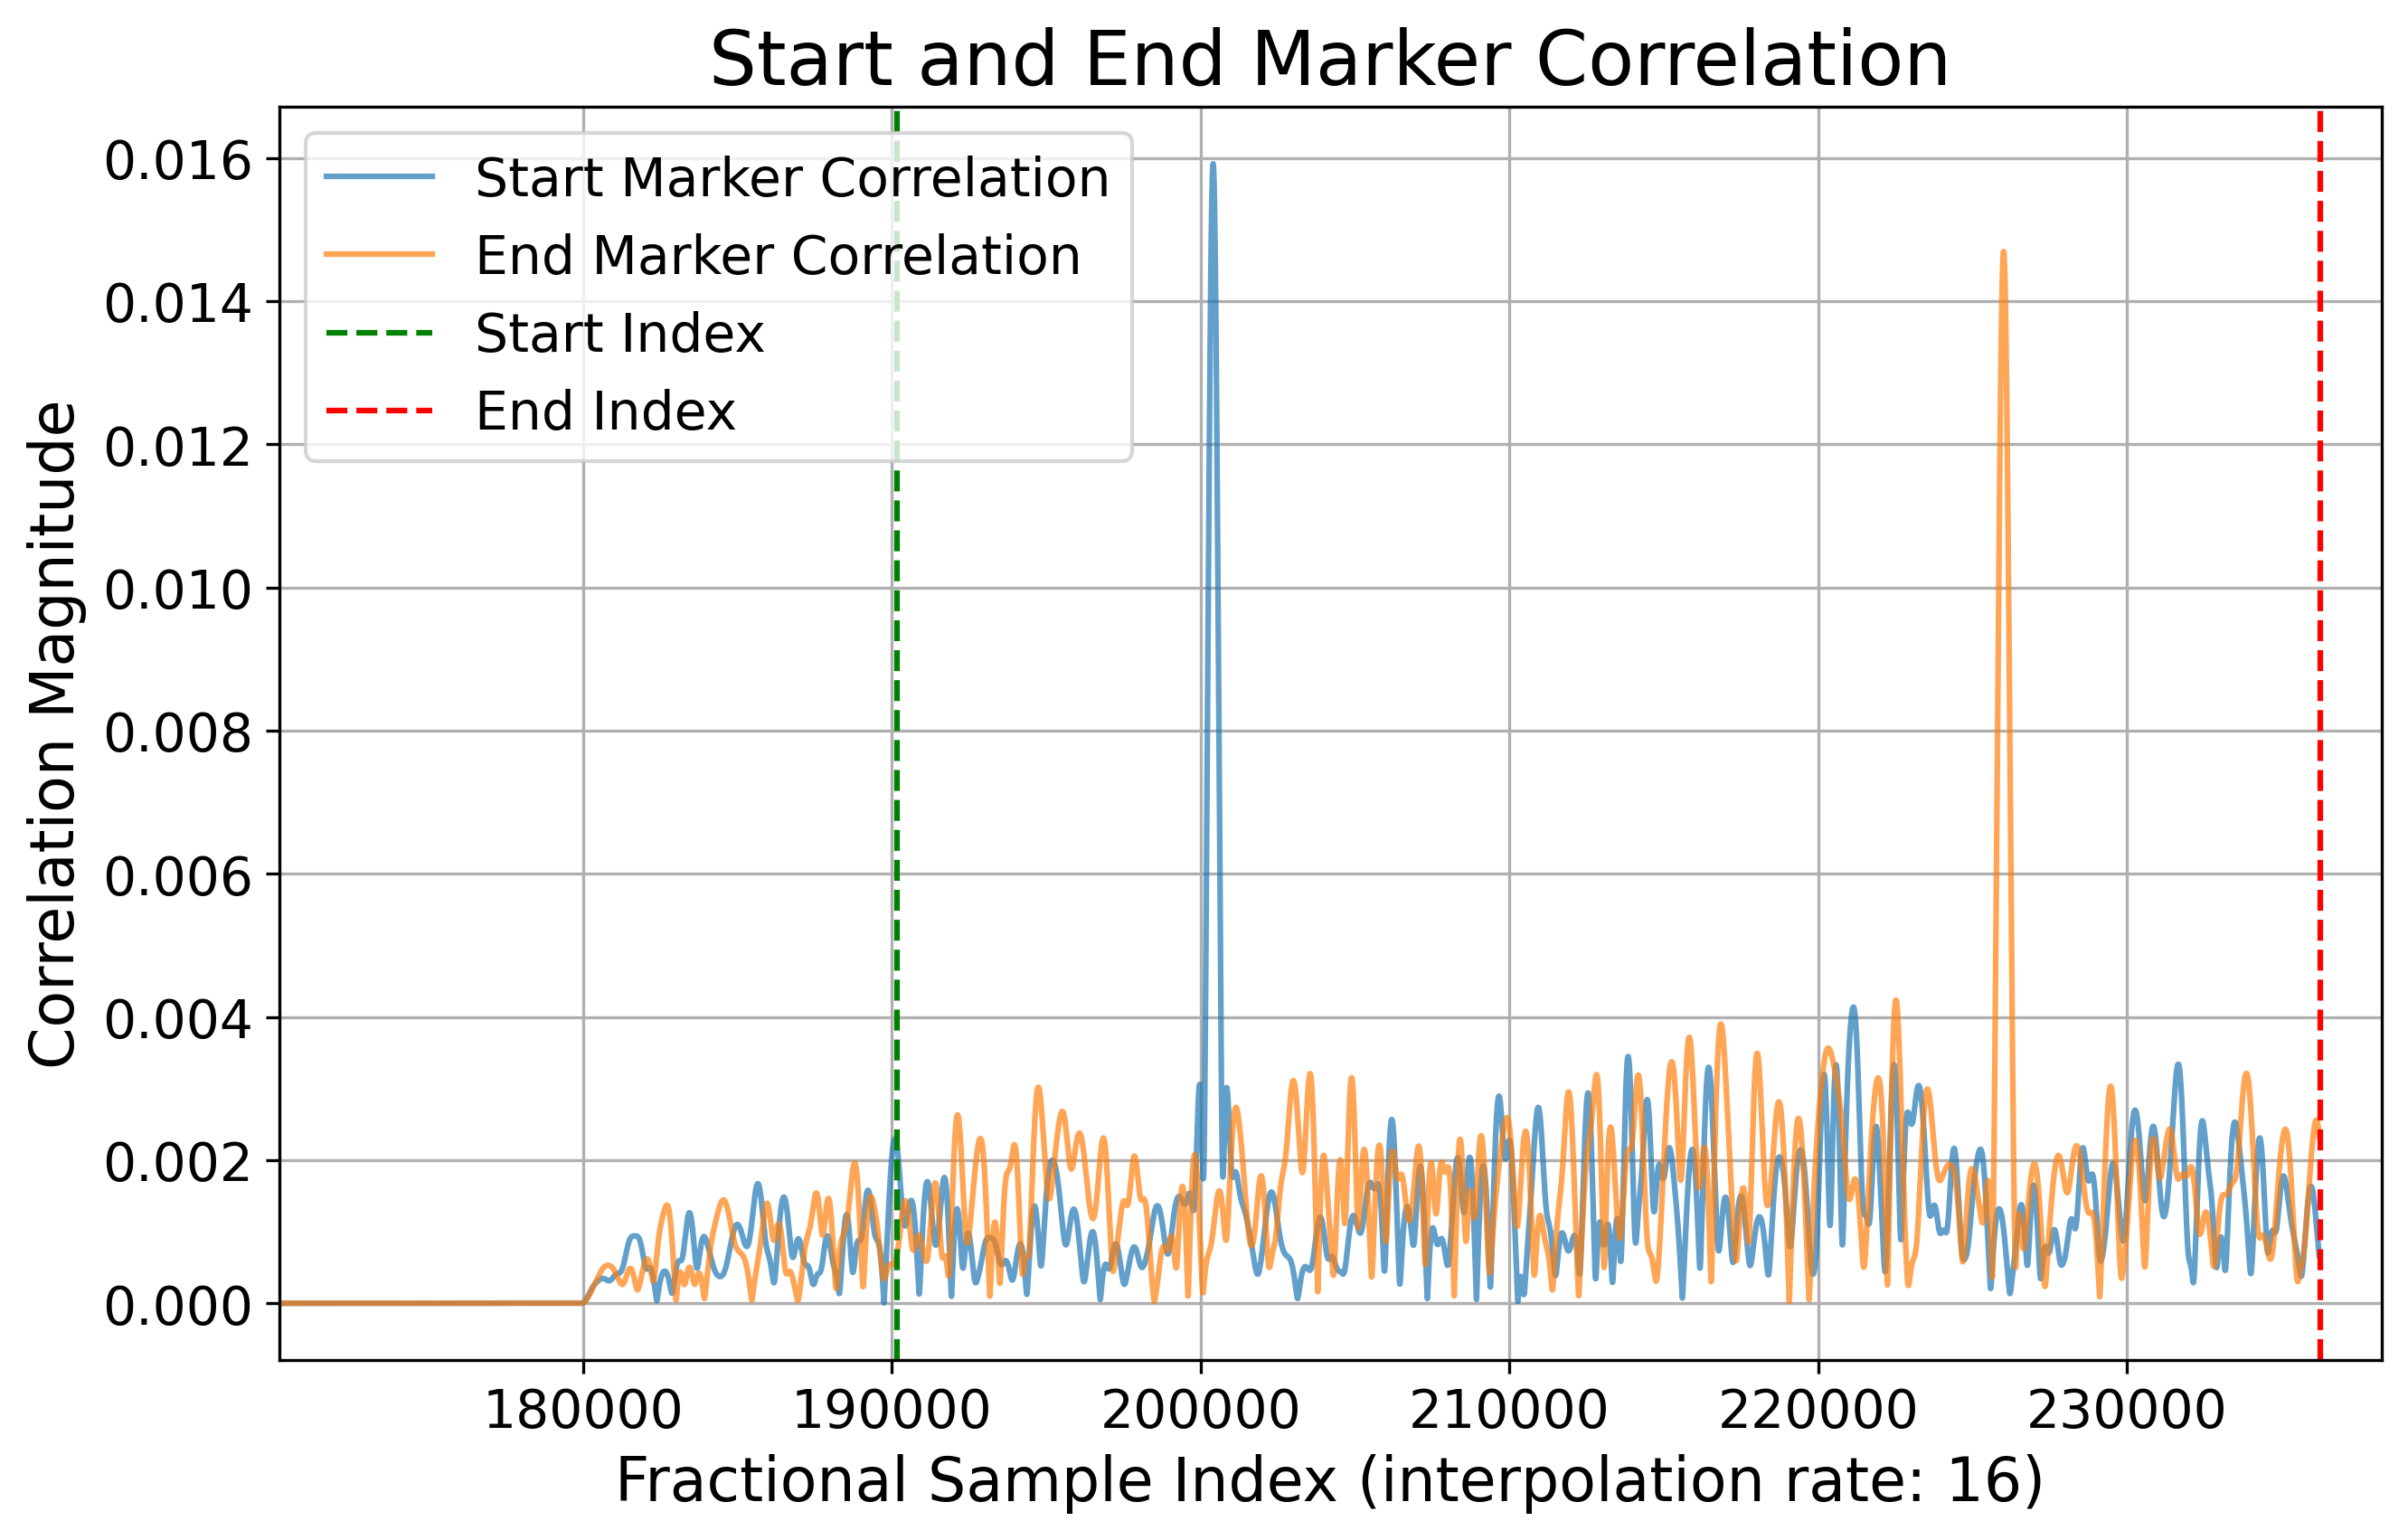 Start and End Marker Correlation
Start Marker Correlation
End Marker Correlation
Start Index
End Index
Correlation Magnitude
0.016
0.014
0.012
0.010
0.008
0.006
0.004
0.002
0.000
180000 190000 200000 210000 220000 230000
Fractional Sample Index (interpolation rate: 16)